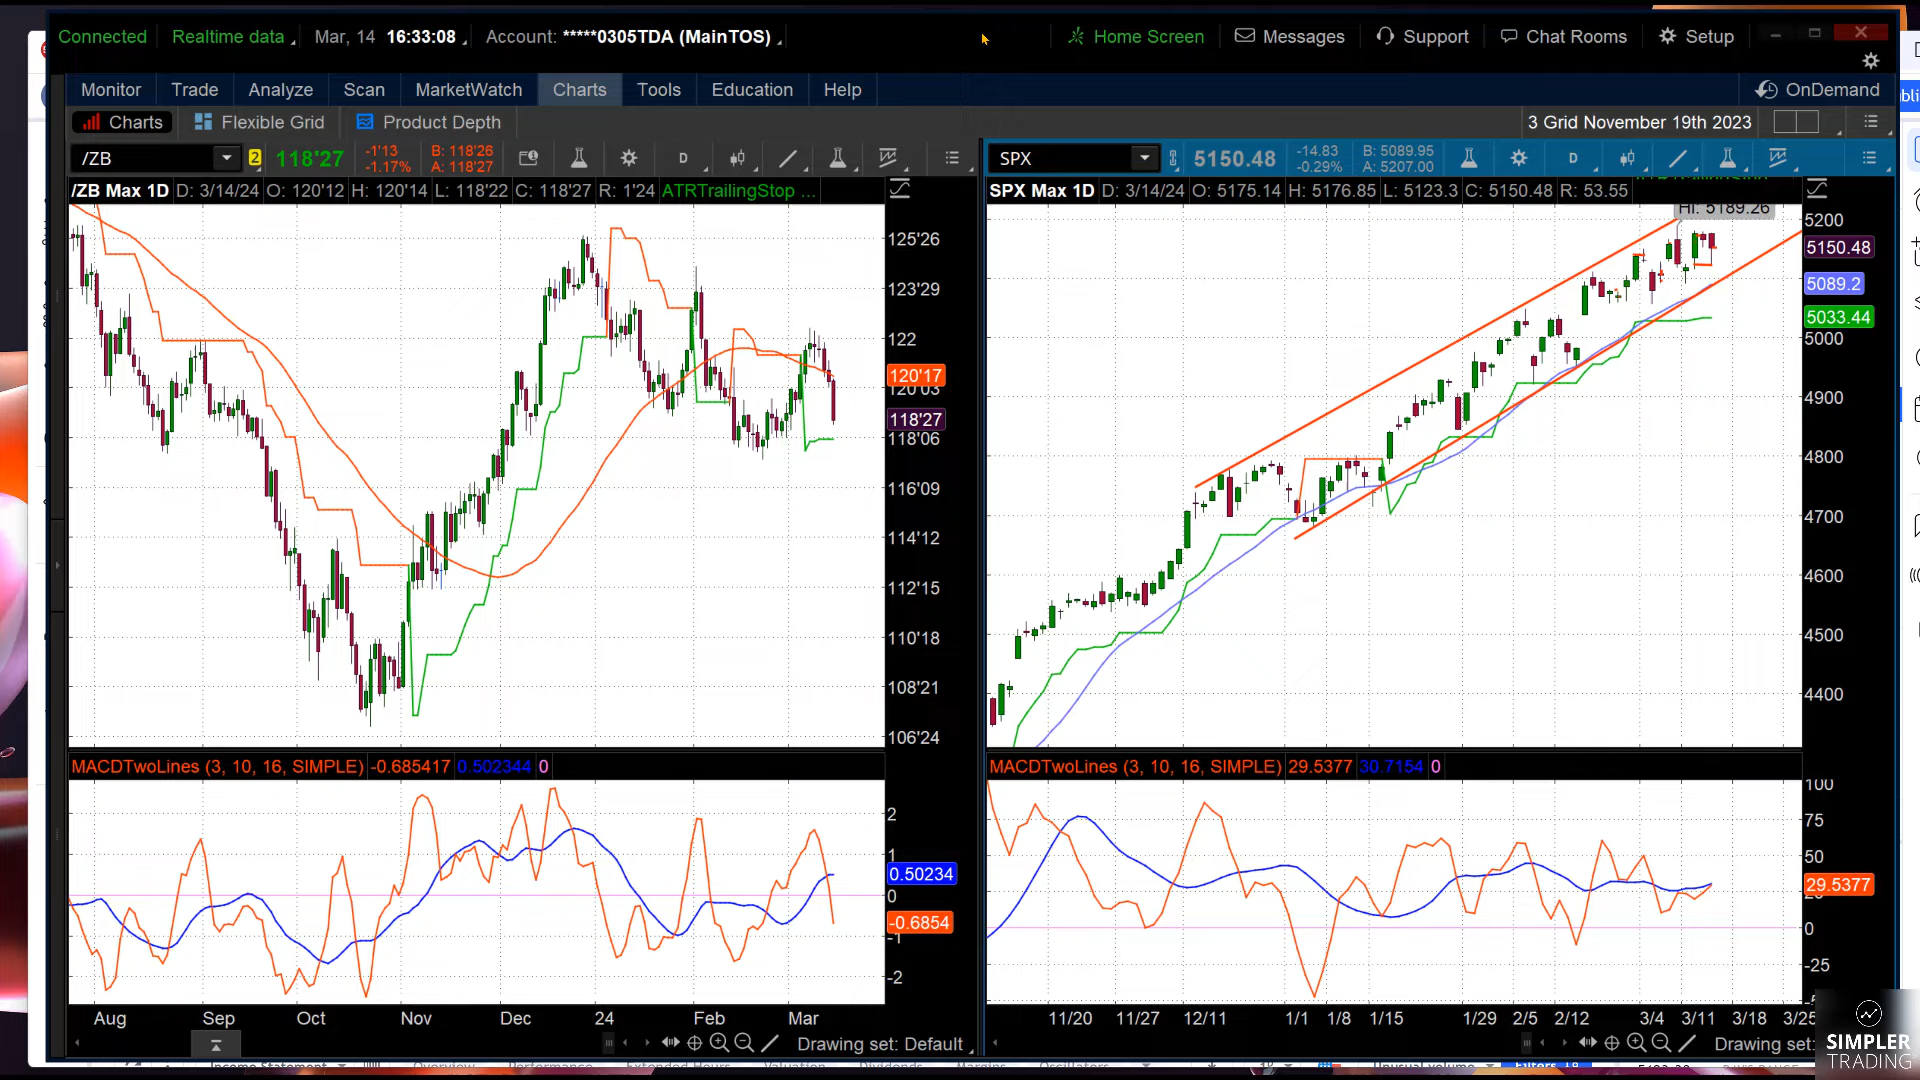 Connected Realtime data Mar, 14 16:33:08 Account: *****0305TDA (MainTOS) Home Screen Messages Support Chat Rooms Setup
Monitor Trade Analyze Scan MarketWatch Charts Tools Education Help OnDemand
Charts Flexible Grid Product Depth 3 Grid November 19th 2023
/ZB 2 118'27 -1'13 -1.17% B: 118'26 A: 118'27 D
SPX 5150.48 -14.83 -0.29% B: 5089.95 A: 5207.00 D
/ZB Max 1D D: 3/14/24 O: 120'12 H: 120'14 L: 118'22 C: 118'27 R: 1'24 ATRTrailingStop ...
SPX Max 1D D: 3/14/24 O: 5175.14 H: 5176.85 L: 5123.3 C: 5150.48 R: 53.55
Hi: 5189.26
125'26
123'29
122
120'17
120'03
118'27
118'06
116'09
114'12
112'15
110'18
108'21
106'24
5200
5150.48
5089.2
5033.44
5000
4900
4800
4700
4600
4500
4400
MACDTwoLines (3, 10, 16, SIMPLE) -0.685417 0.502344 0
2
1
0.50234
0
-0.6854
-1
-2
MACDTwoLines (3, 10, 16, SIMPLE) 29.5377 30.7154 0
100
75
50
29.5377
0
-25
Aug Sep Oct Nov Dec 24 Feb Mar
11/20 11/27 12/11 1/1 1/8 1/15 1/29 2/5 2/12 3/4 3/11 3/18 3/25
Drawing set: Default
Drawing set:
SIMPLER
TRADING